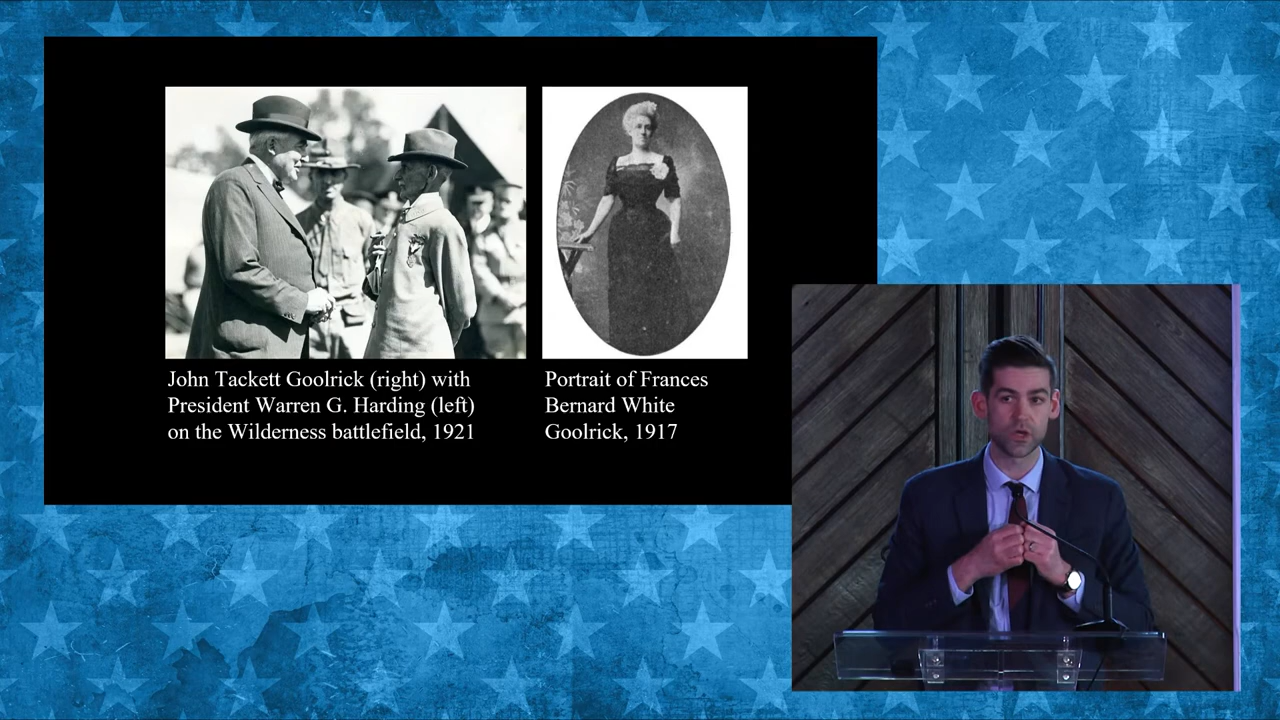 John Tackett Goolrick (right) with
President Warren G. Harding (left)
on the Wilderness battlefield, 1921
Portrait of Frances
Bernard White
Goolrick, 1917